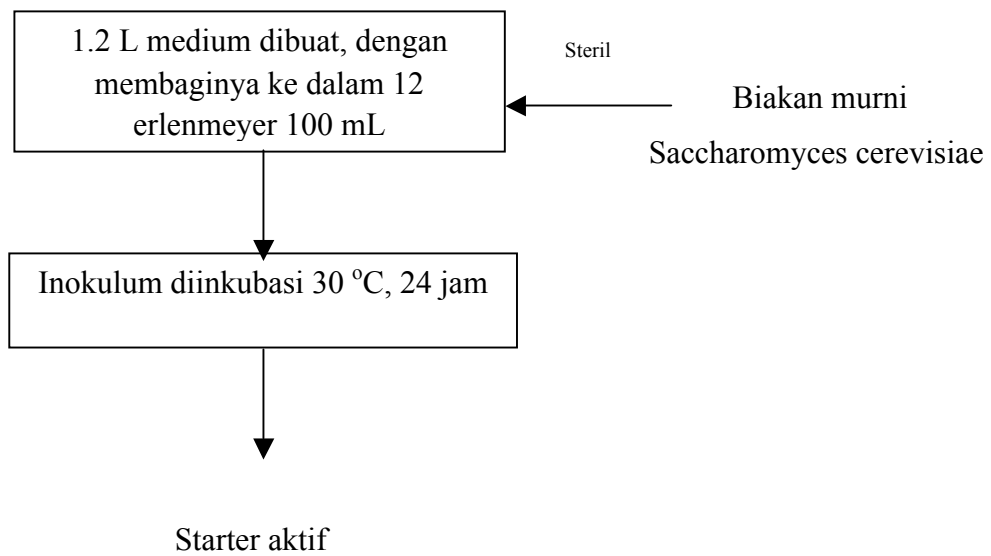 1.2 L medium dibuat, dengan
membaginya ke dalam 12
erlenmeyer 100 mL
Steril
Biakan murni
Saccharomyces cerevisiae
Inokulum diinkubasi 30 °C, 24 jam
Starter aktif